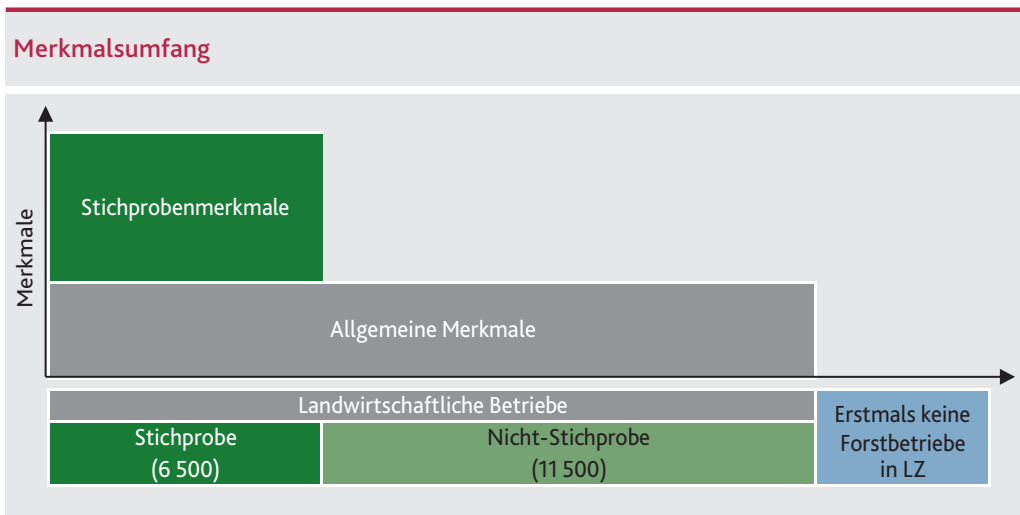 Merkmalsumfang
Merkmale
Stichprobenmerkmale
Allgemeine Merkmale
Landwirtschaftliche Betriebe
Stichprobe
(6 500)
Nicht-Stichprobe
(11 500)
Erstmals keine
Forstbetriebe
in LZ